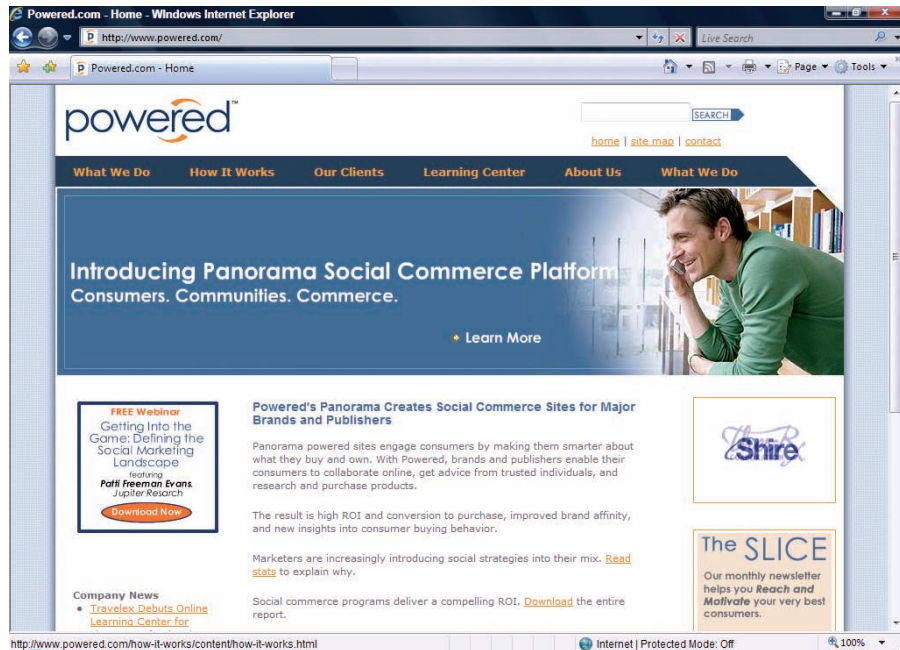 Powered.com - Home - Windows Internet Explorer
http://www.powered.com/
Live Search
Powered.com - Home
Page
Tools
powered™
SEARCH
home | site map | contact
What We Do How It Works Our Clients Learning Center About Us What We Do
Introducing Panorama Social Commerce Platform
Consumers. Communities. Commerce.
Learn More
FREE Webinar
Getting Into the
Game: Defining the
Social Marketing
Landscape
featuring
Patti Freeman Evans.
Jupiter Resarch
Download Now
Company News
Travelex Debuts Online
Learning Center for
Powered's Panorama Creates Social Commerce Sites for Major
Brands and Publishers
Panorama powered sites engage consumers by making them smarter about
what they buy and own. With Powered, brands and publishers enable their
consumers to collaborate online, get advice from trusted individuals, and
research and purchase products.
The result is high ROI and conversion to purchase, improved brand affinity,
and new insights into consumer buying behavior.
Marketers are increasingly introducing social strategies into their mix. Read
stats to explain why.
Social commerce programs deliver a compelling ROI. Download the entire
report.
Shire
The SLICE
Our monthly newsletter
helps you Reach and
Motivate your very best
consumers.
http://www.powered.com/how-it-works/content/how-it-works.html
Internet | Protected Mode: Off
100%